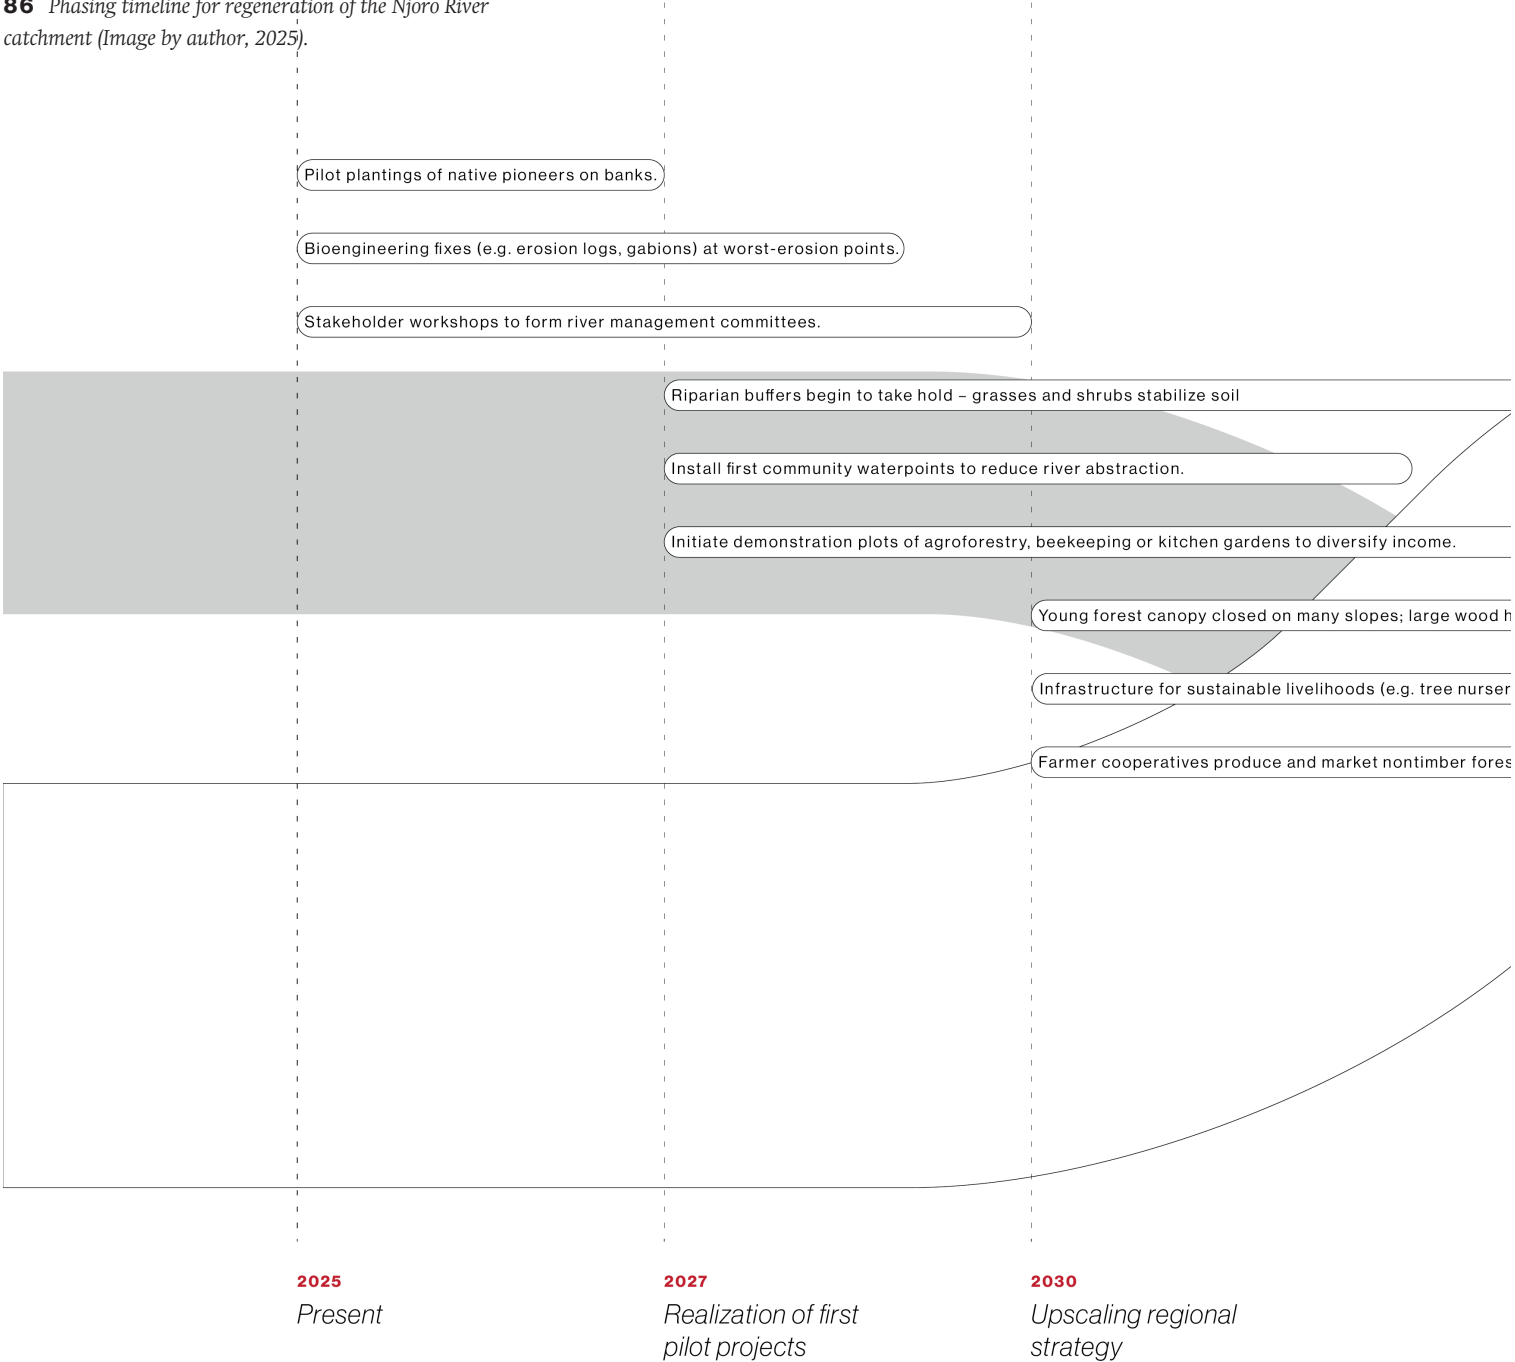 86 Phasing timeline for regeneration of the Njoro River
catchment (Image by author, 2025).
Pilot plantings of native pioneers on banks.
Bioengineering fixes (e.g. erosion logs, gabions) at worst-erosion points.
Stakeholder workshops to form river management committees.
Riparian buffers begin to take hold – grasses and shrubs stabilize soil
Install first community waterpoints to reduce river abstraction.
Initiate demonstration plots of agroforestry, beekeeping or kitchen gardens to diversify income.
Young forest canopy closed on many slopes; large wood
Infrastructure for sustainable livelihoods (e.g. tree
Farmer cooperatives produce and market nontimber
2025
Present
2027
Realization of first
pilot projects
2030
Upscaling regional
strategy